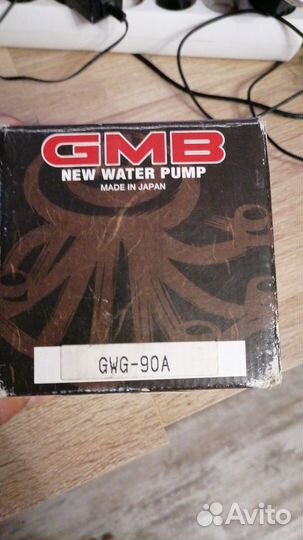 GMB
NEW WATER PUMP
MADE IN JAPAN
GWG-90A
Avito